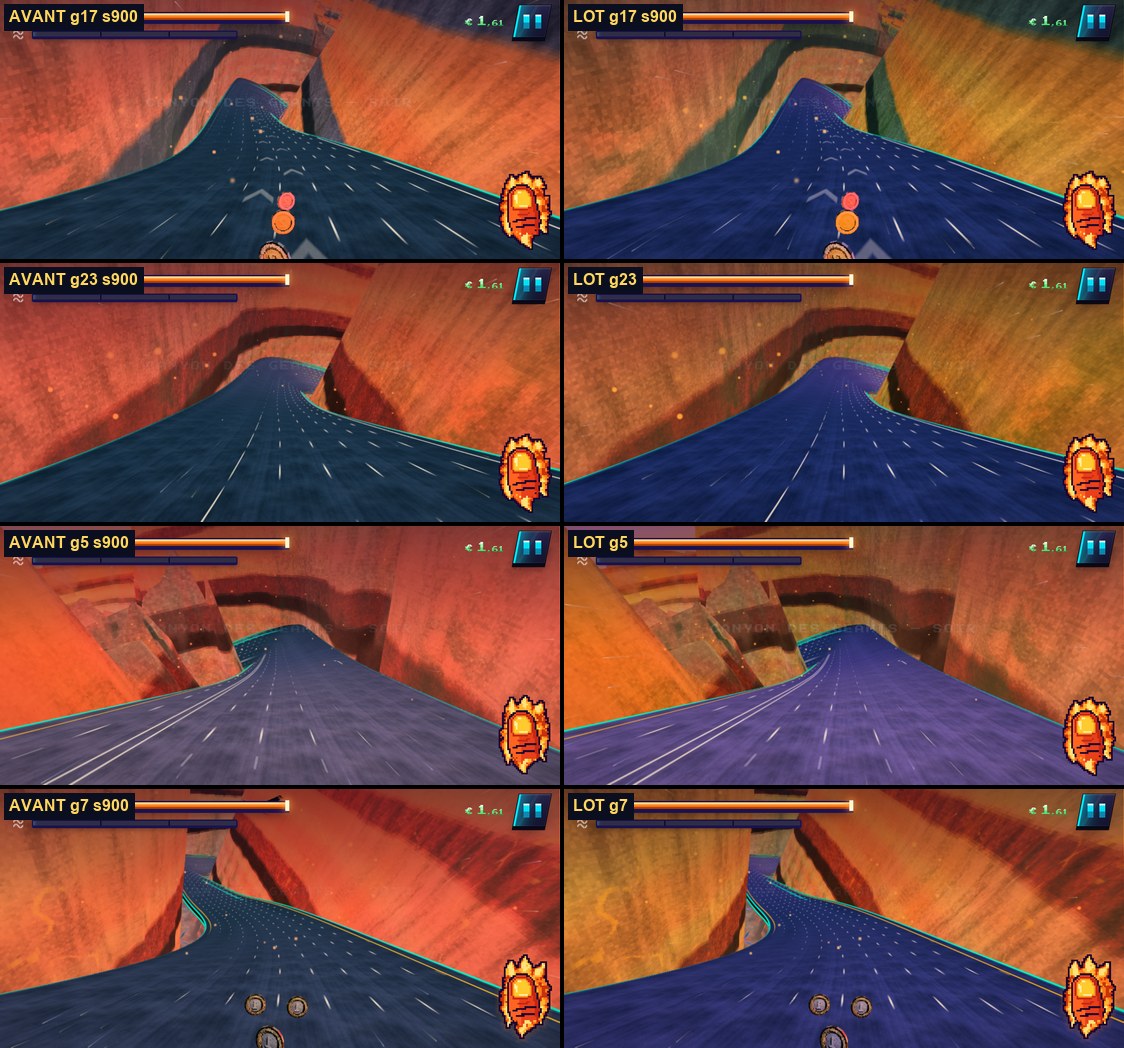 AVANT g17 s900
€ 1,61
LOT g17 s900
€ 1,61
AVANT g23 s900
€ 1,61
LOT g23
€ 1,61
AVANT g5 s900
€ 1,61
LOT g5
€ 1,61
AVANT g7 s900
€ 1,61
LOT g7
€ 1,61